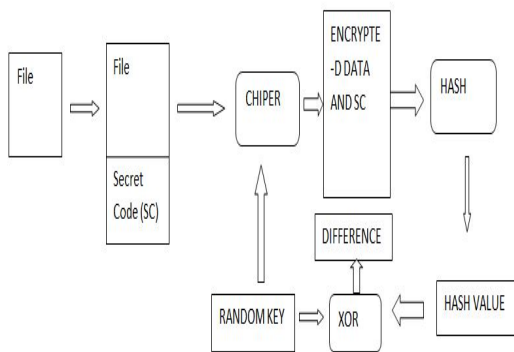 File
File
Secret
Code (SC)
CHIPER
ENCRYPTE
-D DATA
AND SC
HASH
DIFFERENCE
RANDOM KEY
XOR
HASH VALUE